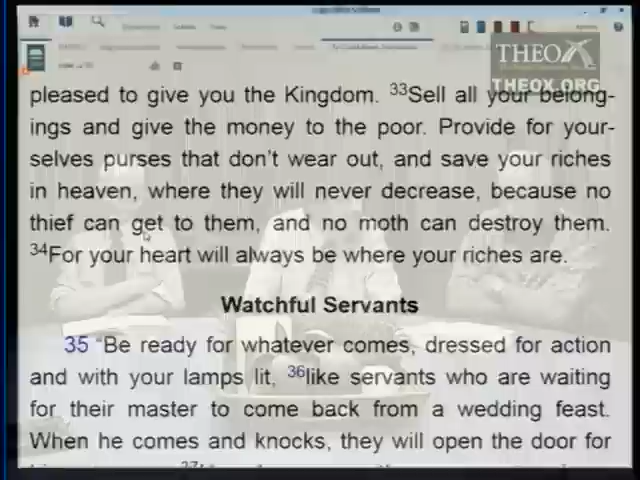 THEOX
THEOX.ORG
pleased to give you the Kingdom. 33Sell all your belong-
ings and give the money to the poor. Provide for your-
selves purses that don't wear out, and save your riches
in heaven, where they will never decrease, because no
thief can get to them, and no moth can destroy them.
34For your heart will always be where your riches are.
Watchful Servants
35 "Be ready for whatever comes, dressed for action
and with your lamps lit, 36like servants who are waiting
for their master to come back from a wedding feast.
When he comes and knocks, they will open the door for